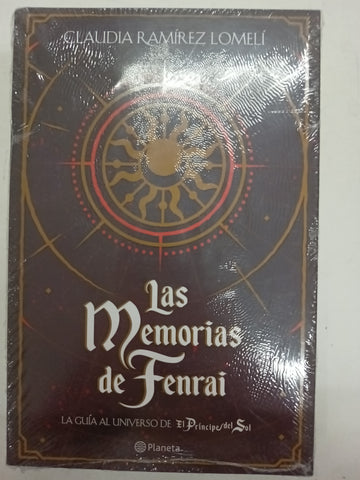 CLAUDIA RAMÍREZ LOMELÍ
Las
Memorias
de Fenrai
LA GUÍA AL UNIVERSO DE El Príncipe del Sol
Planeta